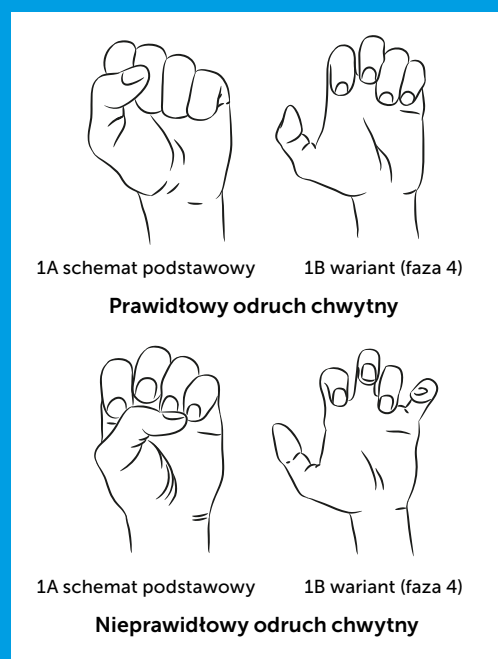 1A schemat podstawowy
1B wariant (faza 4)
Prawidłowy odruch chwytny
1A schemat podstawowy
1B wariant (faza 4)
Nieprawidłowy odruch chwytny